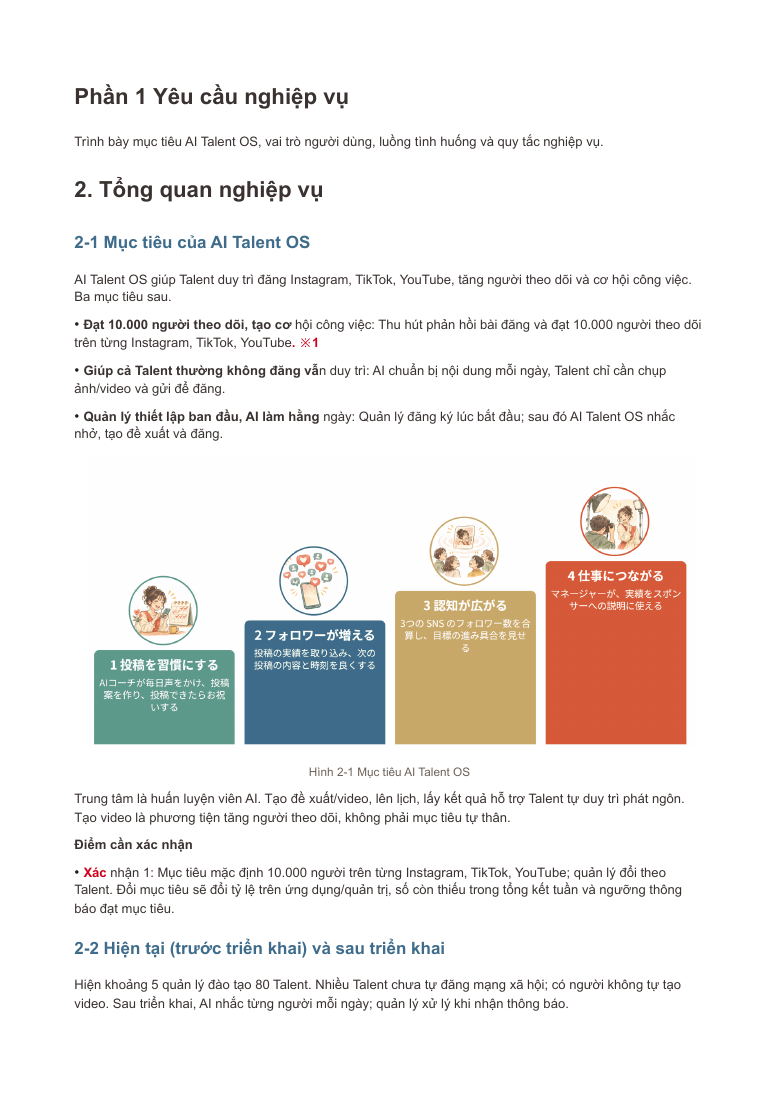 Phần 1 Yêu cầu nghiệp vụ
Trình bày mục tiêu AI Talent OS, vai trò người dùng, luồng tình huống và quy tắc nghiệp vụ.
2. Tổng quan nghiệp vụ
2-1 Mục tiêu của AI Talent OS
AI Talent OS giúp Talent duy trì đăng Instagram, TikTok, YouTube, tăng người theo dõi và cơ hội công việc.
Ba mục tiêu sau.
• Đạt 10.000 người theo dõi, tạo cơ hội công việc: Thu hút phản hồi bài đăng và đạt 10.000 người theo dõi
trên từng Instagram, TikTok, YouTube. ※1
• Giúp cả Talent thường không đăng vẫn duy trì: AI chuẩn bị nội dung mỗi ngày, Talent chỉ cần chụp
ảnh/video và gửi để đăng.
• Quản lý thiết lập ban đầu, AI làm hằng ngày: Quản lý đăng ký lúc bắt đầu; sau đó AI Talent OS nhắc
nhở, tạo đề xuất và đăng.
1 投稿を習慣にする
AIコーチが毎日声をかけ、投稿
案を作り、投稿できたらお祝
いする
2 フォロワーが増える
投稿の実績を取り込み、次の
投稿の内容と時刻を良くする
3 認知が広がる
3つの SNS のフォロワー数を合
算し、目標の進み具合を見せ
る
4 仕事につながる
マネージャーが、実績をスポン
サーへの説明に使える
Hình 2-1 Mục tiêu AI Talent OS
Trung tâm là huấn luyện viên AI. Tạo đề xuất/video, lên lịch, lấy kết quả hỗ trợ Talent tự duy trì phát ngôn.
Tạo video là phương tiện tăng người theo dõi, không phải mục tiêu tự thân.
Điểm cần xác nhận
• Xác nhận 1: Mục tiêu mặc định 10.000 người trên từng Instagram, TikTok, YouTube; quản lý đổi theo
Talent. Đổi mục tiêu sẽ đổi tỷ lệ trên ứng dụng/quản trị, số còn thiếu trong tổng kết tuần và ngưỡng thông
báo đạt mục tiêu.
2-2 Hiện tại (trước triển khai) và sau triển khai
Hiện khoảng 5 quản lý đào tạo 80 Talent. Nhiều Talent chưa tự đăng mạng xã hội; có người không tự tạo
video. Sau triển khai, AI nhắc từng người mỗi ngày; quản lý xử lý khi nhận thông báo.